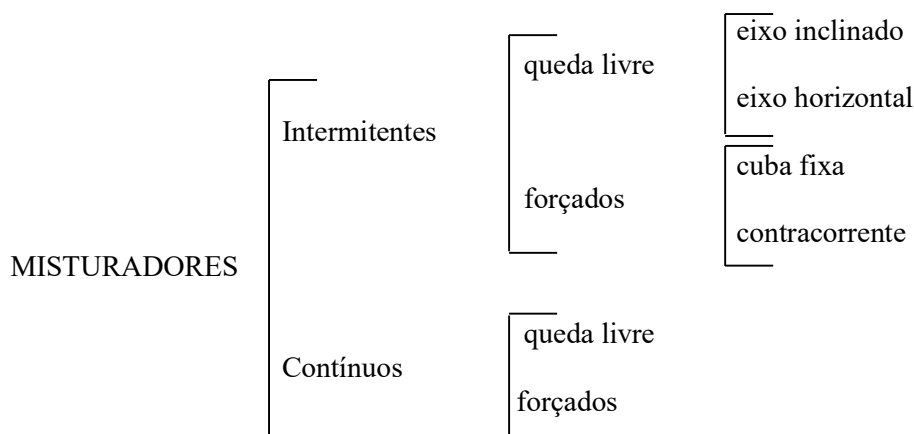 eixo inclinado
queda livre
eixo horizontal
Intermitentes
cuba fixa
forçados
contracorrente
MISTURADORES
queda livre
Contínuos
forçados